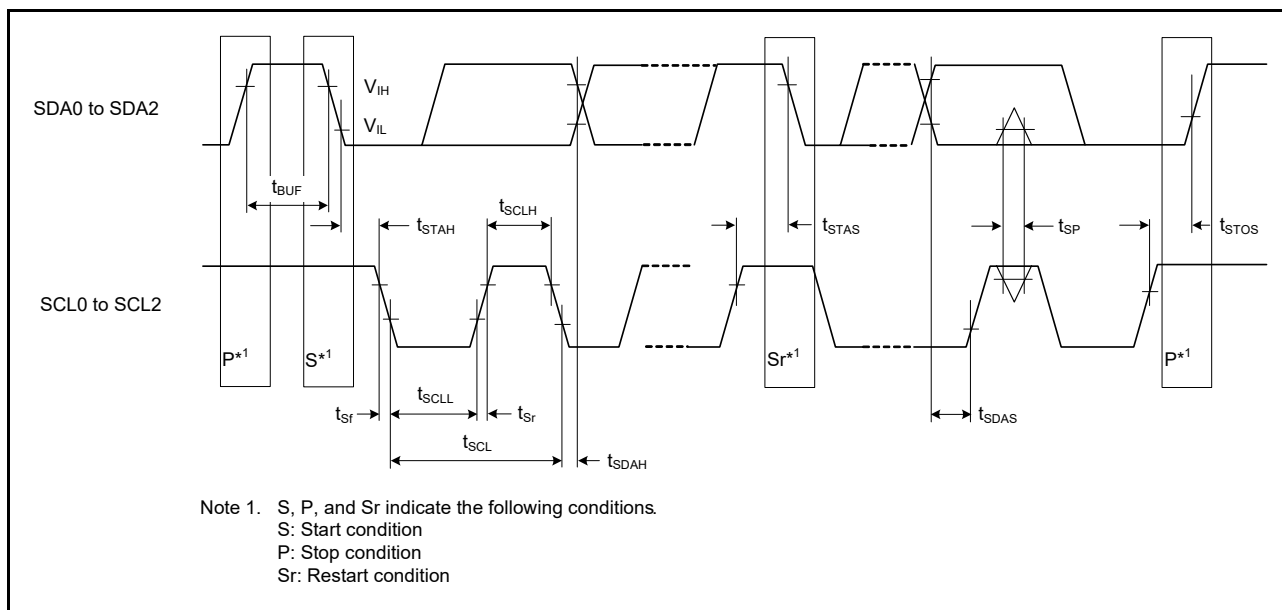 SDA0 to SDA2
VIH
VIL
tBUF
tSTAH
tSCLH
tSTAS
tSP
tSTOS
SCL0 to SCL2
P*1
S*1
Sr*1
P*1
tSf
tSCLL
tSr
tSDAS
tSCL
tSDAH
Note 1. S, P, and Sr indicate the following conditions.
S: Start condition
P: Stop condition
Sr: Restart condition